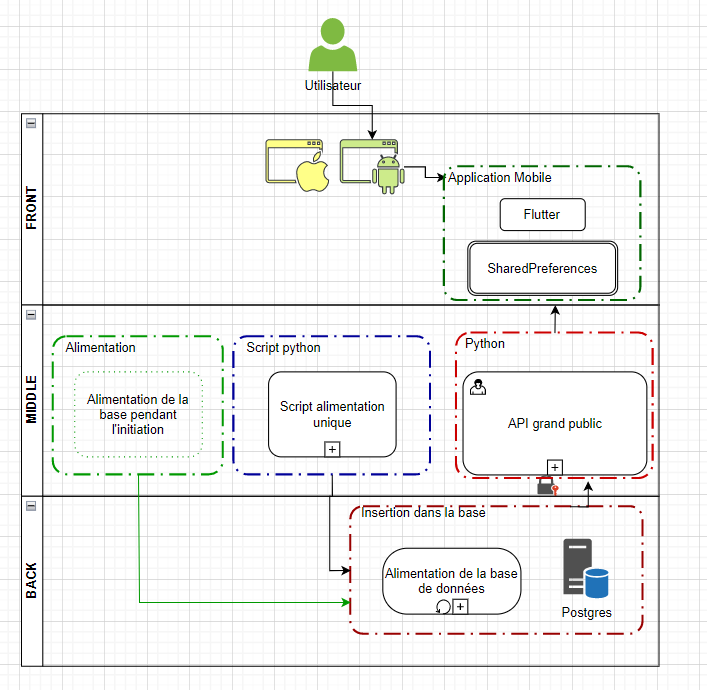 Utilisateur
FRONT
Application Mobile
Flutter
SharedPreferences
MIDDLE
Alimentation
Alimentation de la
base pendant
l'initiation
Script python
Script alimentation
unique
Python
API grand public
BACK
Insertion dans la base
Alimentation de la base
de données
Postgres